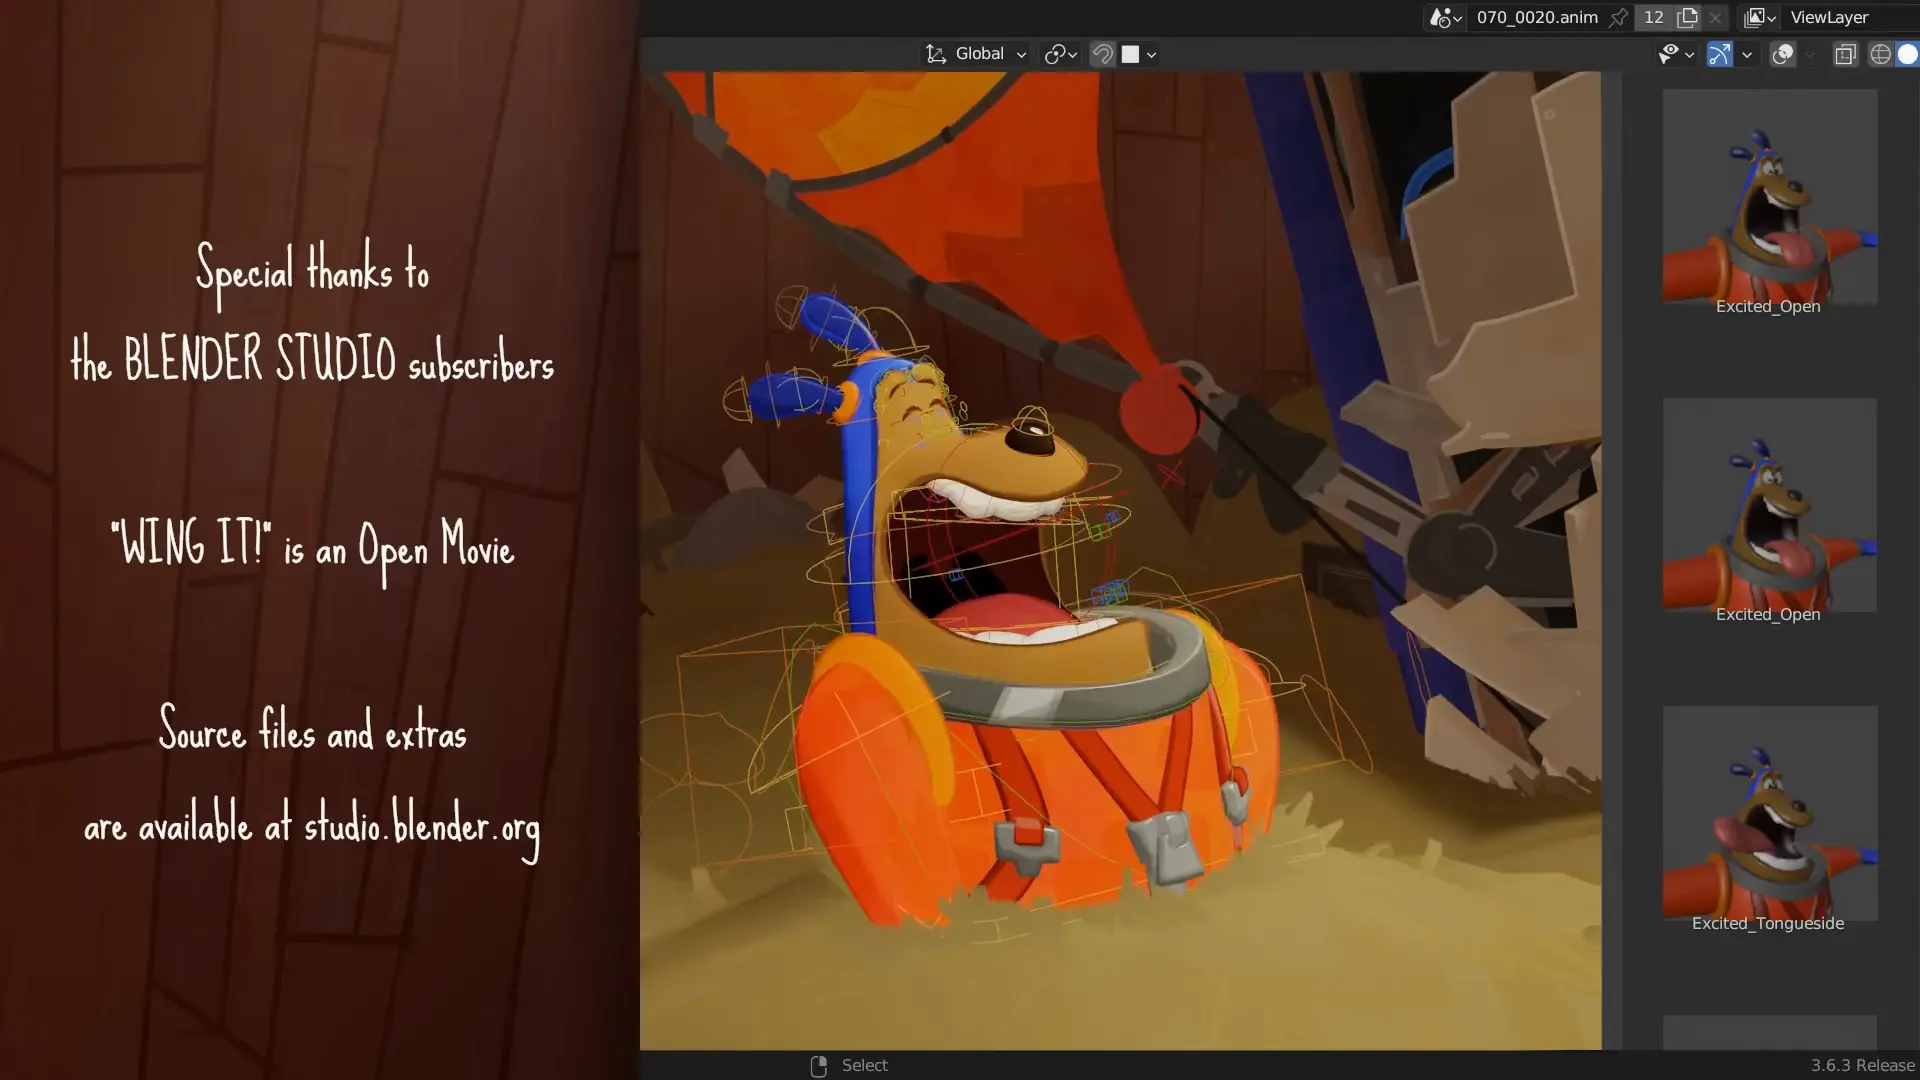 Special thanks to
the BLENDER STUDIO subscribers
"WING IT!" is an Open Movie
Source files and extras
are available at studio.blender.org
070_0020.anim
12
ViewLayer
Global
Excited_Open
Excited_Open
Excited_Tongueside
Select
3.6.3 Release